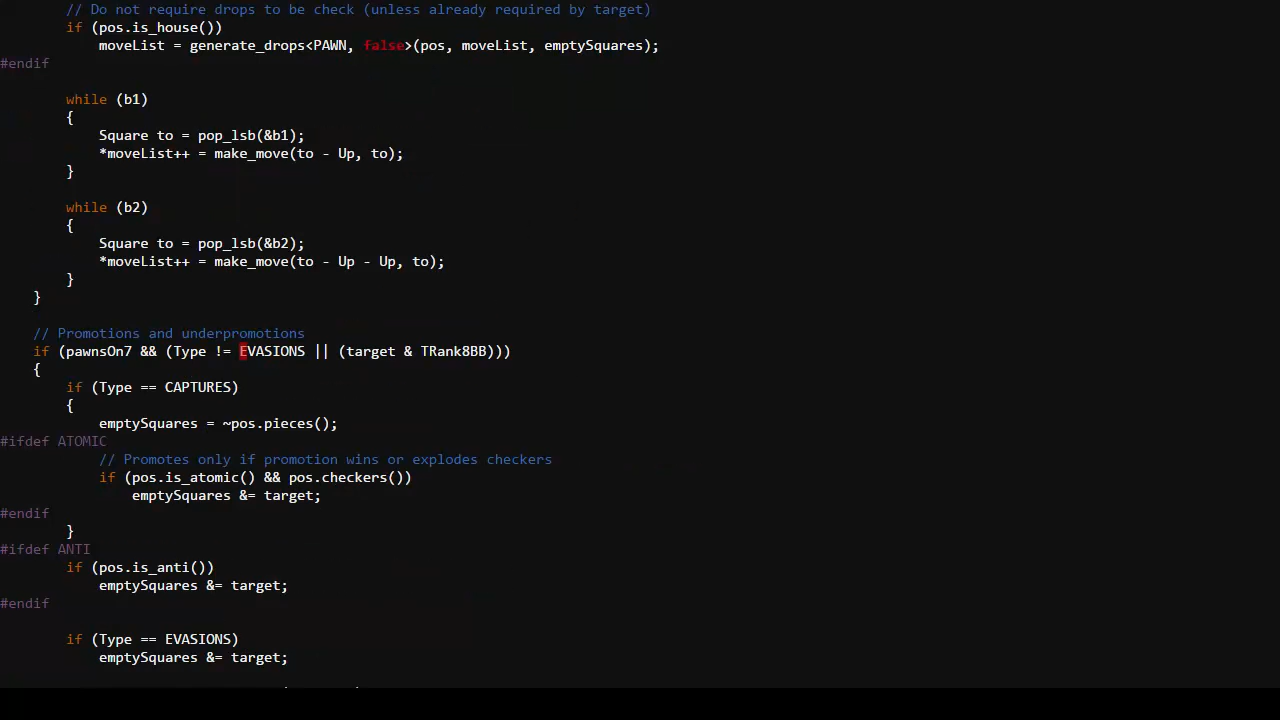 // Do not require drops to be check (unless already required by target)
if (pos.is_house())
moveList = generate_drops<PAWN, false>(pos, moveList, emptySquares);
#endif
while (b1)
{
Square to = pop_lsb(&b1);
*moveList++ = make_move(to - Up, to);
}
while (b2)
{
Square to = pop_lsb(&b2);
*moveList++ = make_move(to - Up - Up, to);
}
}
// Promotions and underpromotions
if (pawnsOn7 && (Type != EVASIONS || (target & TRank8BB)))
{
if (Type == CAPTURES)
{
emptySquares = ~pos.pieces();
#ifdef ATOMIC
// Promotes only if promotion wins or explodes checkers
if (pos.is_atomic() && pos.checkers())
emptySquares &= target;
#endif
}
#ifdef ANTI
if (pos.is_anti())
emptySquares &= target;
#endif
if (Type == EVASIONS)
emptySquares &= target;